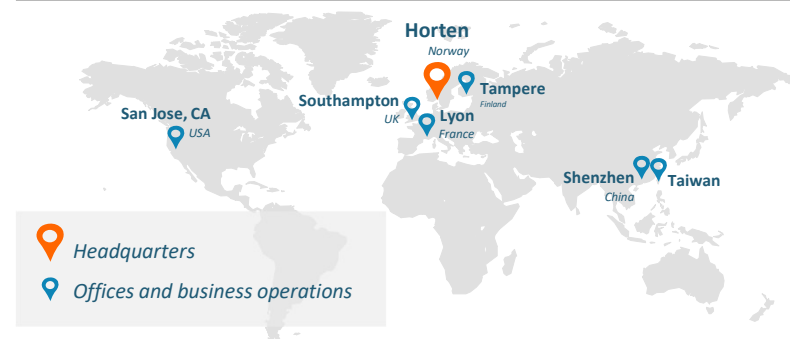 Horten
Norway
Tampere
Finland
Southampton
UK
Lyon
France
San Jose, CA
USA
Shenzhen
China
Taiwan
Headquarters
Offices and business operations